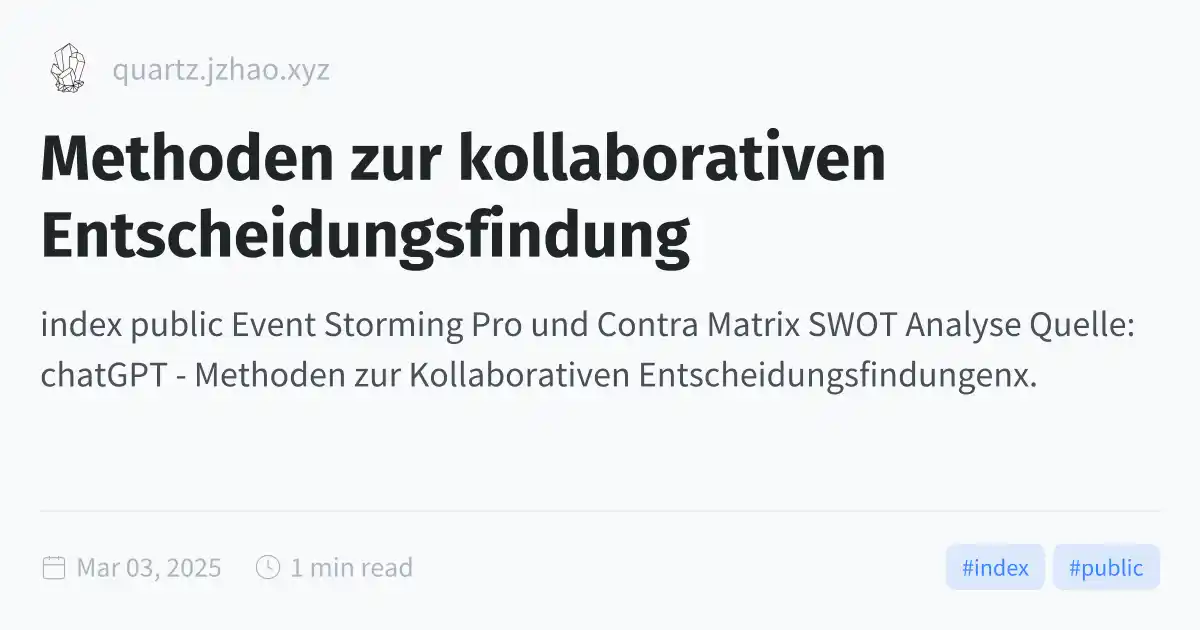 quartz.jzhao.xyz
Methoden zur kollaborativen
Entscheidungsfindung
index public Event Storming Pro und Contra Matrix SWOT Analyse Quelle:
chatGPT - Methoden zur Kollaborativen Entscheidungsfindungenx.
Mar 03, 2025 1 min read #index #public